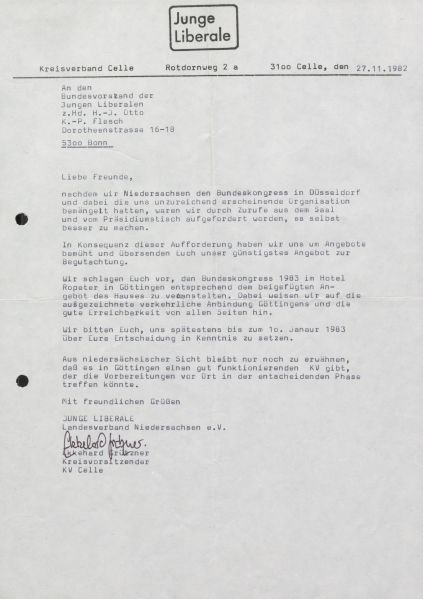 Junge
Liberale
Kreisverband Celle Rotdornweg 2 a 3100 Celle, den 27.11.1982
An den
Bundesvorstand der
Jungen Liberalen
z.Hd. H.-J. Otto
K.-P. Flesch
Dorotheenstrasse 16-18
5300 Bonn
Liebe Freunde,
nachdem wir Niedersachsen den Bundeskongress in Düsseldorf
und dabei die uns unzureichend erscheinende Organisation
bemängelt hatten, waren wir durch Zurufe aus dem Saal
und vom Präsidiumstisch aufgefordert worden, es selbst
besser zu machen.
In Konsequenz dieser Aufforderung haben wir uns um Angebote
bemüht und übersenden Euch unser günstigstes Angebot zur
Begutachtung.
Wir schlagen Euch vor, den Bundeskongress 1983 im Hotel
Ropeter in Göttingen entsprechend dem beigefügten An-
gebot des Hauses zu veranstalten. Dabei weisen wir auf die
ausgezeichnete verkehrliche Anbindung Göttingens und die
gute Erreichbarkeit von allen Seiten hin.
Wir bitten Euch, uns spätestens bis zum 10. Janaur 1983
über Eure Entscheidung in Kenntnis zu setzen.
Aus niedersächsischer Sicht bleibt nur noch zu erwähnen,
daß es in Göttingen einen gut funktionierenden KV gibt,
der die Vorbereitungen vor Ort in der entscheidenden Phase
treffen könnte.
Mit freundlichen Grüßen
JUNGE LIBERALE
Landesverband Niedersachsen e.V.
Ekkehard
Kreisvorsitzender
KV Celle